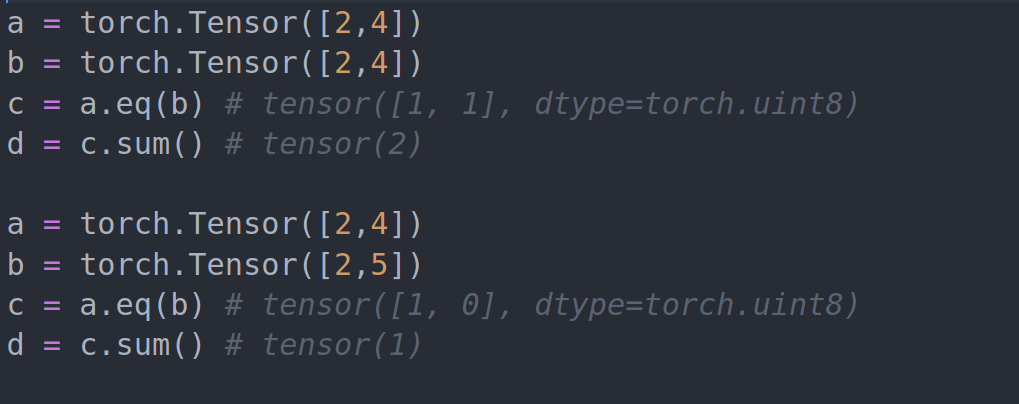 a = torch.Tensor([2,4])
b = torch.Tensor([2,4])
c = a.eq(b) # tensor([1, 1], dtype=torch.uint8)
d = c.sum() # tensor(2)
a = torch.Tensor([2,4])
b = torch.Tensor([2,5])
c = a.eq(b) # tensor([1, 0], dtype=torch.uint8)
d = c.sum() # tensor(1)